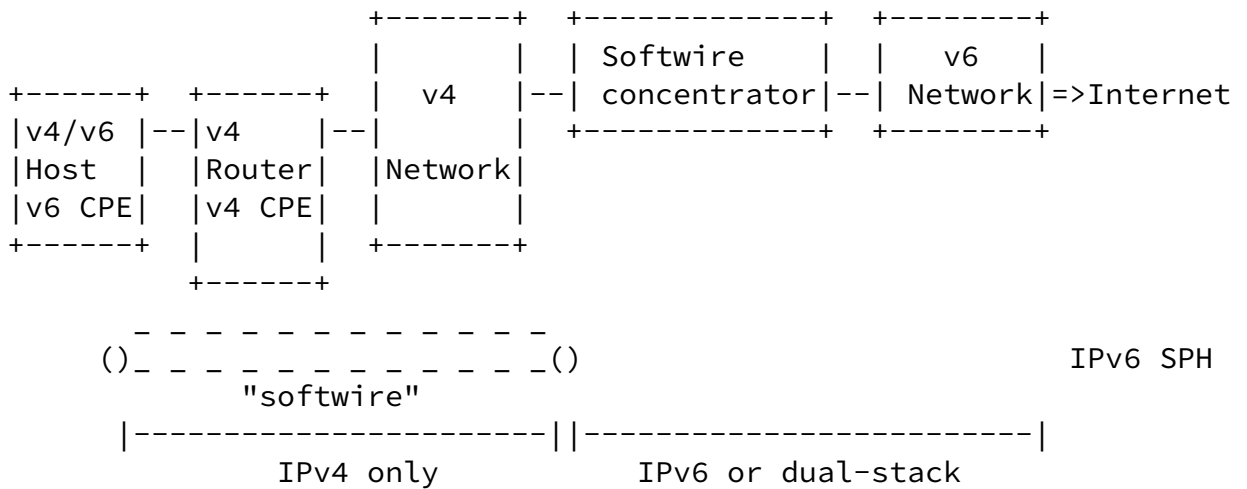 Softwire v6
v4 concentrator Network =>Internet
v4/v6 v4
Host Router Network
v6 CPE v4 CPE
() () IPv6 SPH
"softwire"
IPv4 only IPv6 or dual-stack